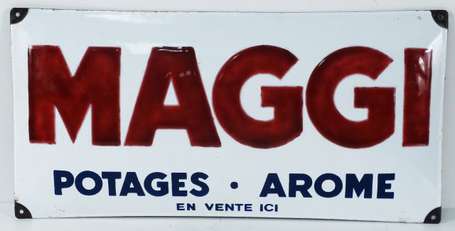 MAGGI
POTAGES · AROME
EN VENTE ICI